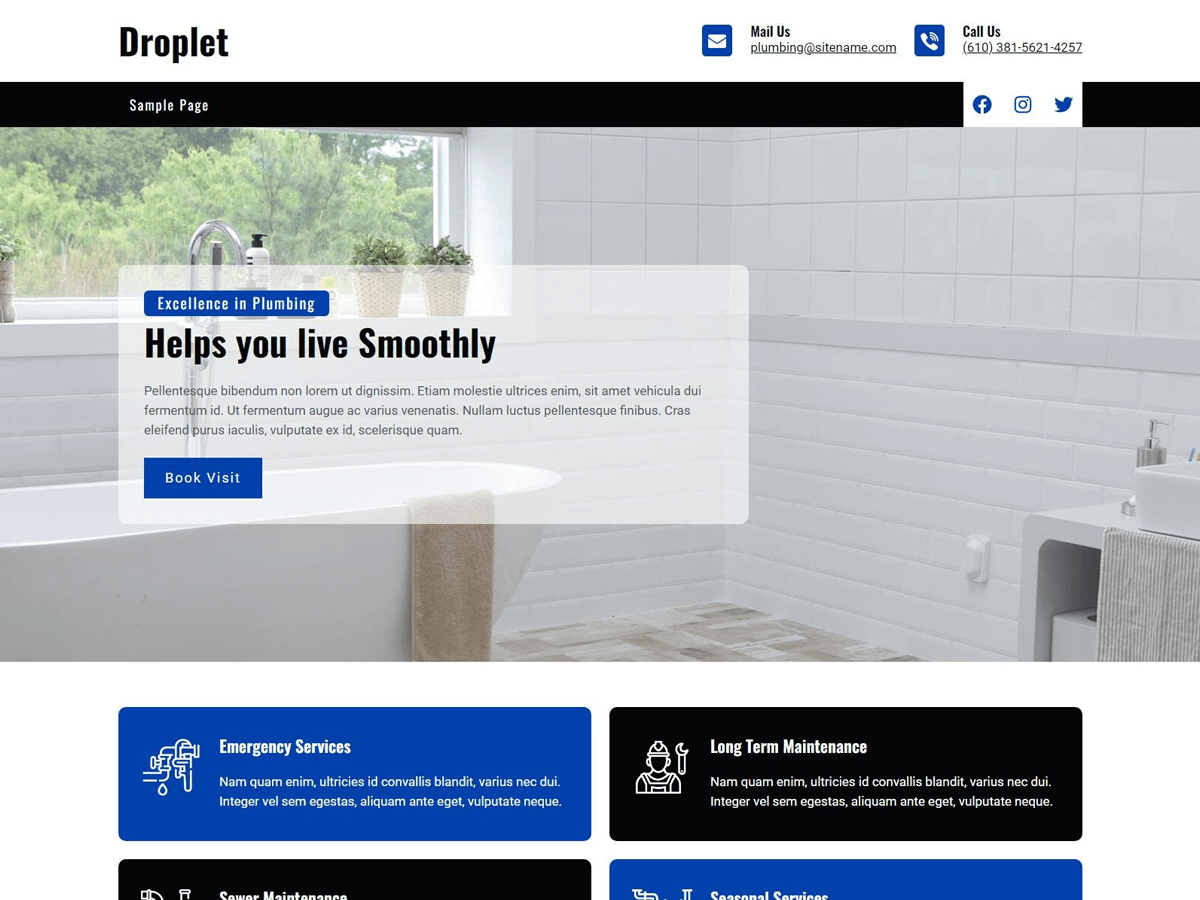 Droplet
Mail Us
plumbing@sitename.com
Call Us
(610) 381-5621-4257
Sample Page
Excellence in Plumbing
Helps you live Smoothly
Pellentesque bibendum non lorem ut dignissim. Etiam molestie ultrices enim, sit amet vehicula dui
fermentum id. Ut fermentum augue ac varius venenatis. Nullam luctus pellentesque finibus. Cras
eleifend purus iaculis, vulputate ex id, scelerisque quam.
Book Visit
Emergency Services
Nam quam enim, ultricies id convallis blandit, varius nec dui.
Integer vel sem egestas, aliquam ante eget, vulputate neque.
Long Term Maintenance
Nam quam enim, ultricies id convallis blandit, varius nec dui.
Integer vel sem egestas, aliquam ante eget, vulputate neque.
Sewer Maintenance
Seasonal Services